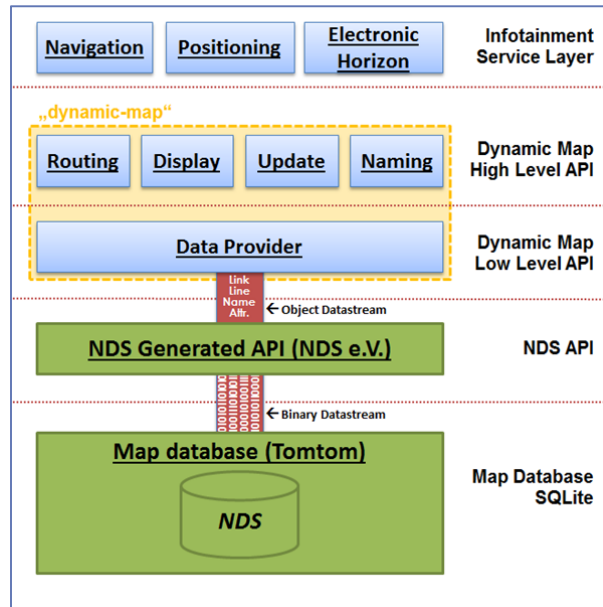 Navigation
Positioning
Electronic
Horizon
Infotainment
Service Layer
„dynamic-map“
Routing
Display
Update
Naming
Dynamic Map
High Level API
Data Provider
Dynamic Map
Low Level API
Link
Line
Name
Attr.
←Object Datastream
NDS Generated API (NDS e.V.)
NDS API
←Binary Datastream
Map database (Tomtom)
NDS
Map Database
SQLite